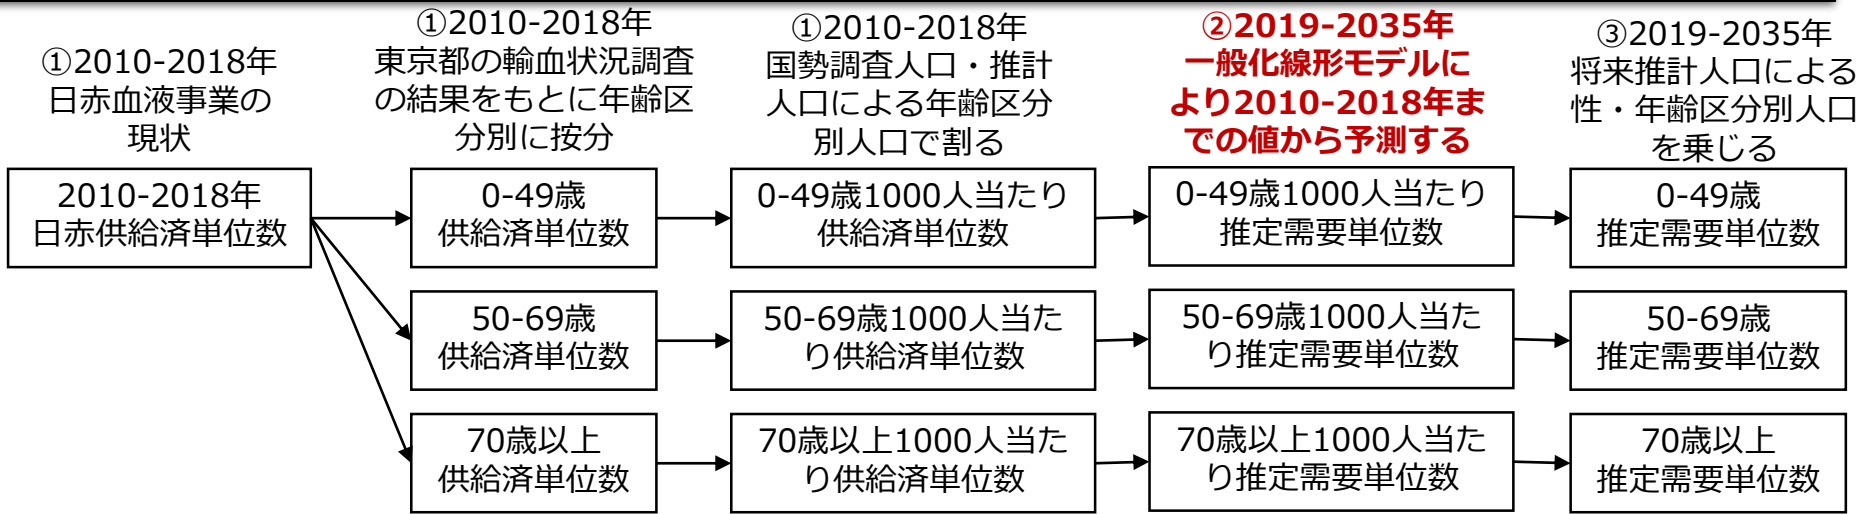 ①2010-2018年
日赤血液事業の
現状
①2010-2018年
東京都の輸血状況調査
の結果をもとに年齢区
分別に按分
①2010-2018年
国勢調査人口・推計
人口による年齢区分
別人口で割る
②2019-2035年
一般化線形モデルに
より2010-2018年ま
での値から予測する
③2019-2035年
将来推計人口による
性・年齢区分別人口
を乗じる
2010-2018年
日赤供給済単位数
0-49歳
供給済単位数
0-49歳1000人当たり
供給済単位数
0-49歳1000人当たり
推定需要単位数
0-49歳
推定需要単位数
50-69歳
供給済単位数
50-69歳1000人当た
り供給済単位数
50-69歳1000人当た
り推定需要単位数
50-69歳
推定需要単位数
70歳以上
供給済単位数
70歳以上1000人当た
り供給済単位数
70歳以上1000人当た
り推定需要単位数
70歳以上
推定需要単位数